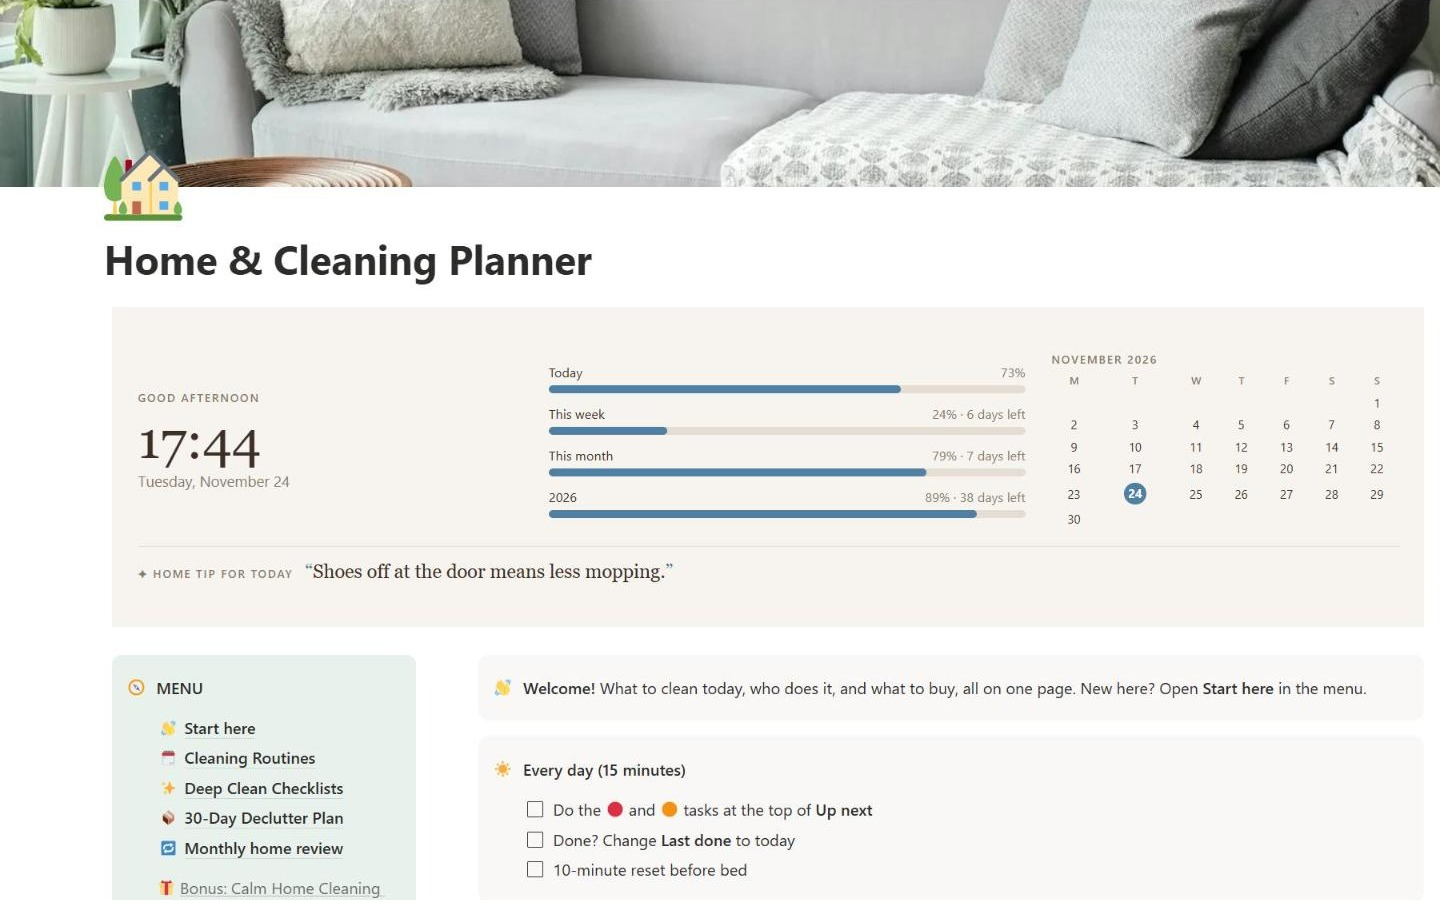 Home & Cleaning Planner
GOOD AFTERNOON
17:44
Tuesday, November 24
Today 73%
This week 24% · 6 days left
This month 79% · 7 days left
2026 89% · 38 days left
NOVEMBER 2026
M T W T F S S
1
2 3 4 5 6 7 8
9 10 11 12 13 14 15
16 17 18 19 20 21 22
23 24 25 26 27 28 29
30
✦ HOME TIP FOR TODAY “Shoes off at the door means less mopping.”
MENU
Start here
Cleaning Routines
Deep Clean Checklists
30-Day Declutter Plan
Monthly home review
Bonus: Calm Home Cleaning
Welcome! What to clean today, who does it, and what to buy, all on one page. New here? Open Start here in the menu.
Every day (15 minutes)
Do the 🔴 and 🟠 tasks at the top of Up next
Done? Change Last done to today
10-minute reset before bed